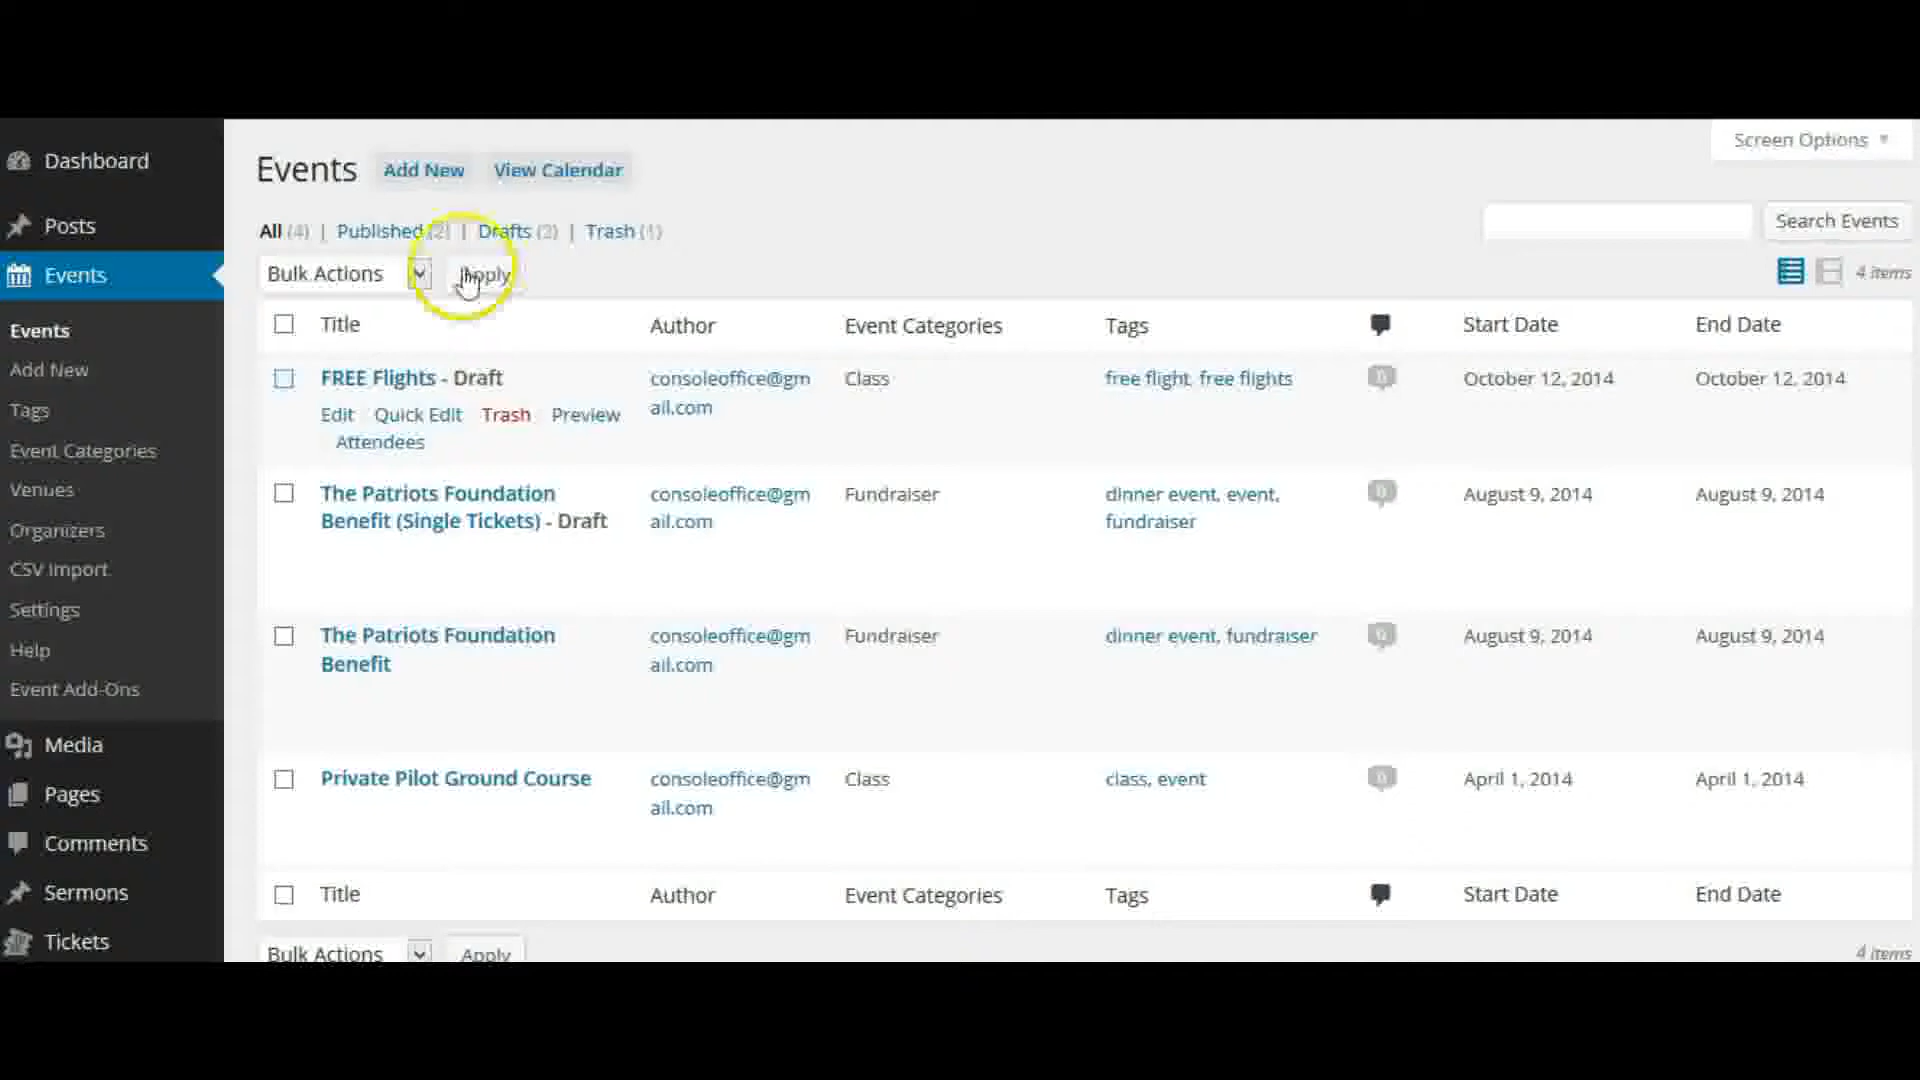 Dashboard
Posts
Events
Events
Add New
Tags
Event Categories
Venues
Organizers
CSV Import
Settings
Help
Event Add-Ons
Media
Pages
Comments
Sermons
Tickets
Screen Options
Events Add New View Calendar
All (4) | Published (2) | Drafts (2) | Trash (1)
Search Events
Bulk Actions Apply
4 items
Title Author Event Categories Tags Start Date End Date
FREE Flights - Draft consoleoffice@gm Class free flight, free flights 0 October 12, 2014 October 12, 2014
ail.com
Edit Quick Edit Trash Preview
Attendees
The Patriots Foundation consoleoffice@gm Fundraiser dinner event, event, 0 August 9, 2014 August 9, 2014
Benefit (Single Tickets) - Draft ail.com fundraiser
The Patriots Foundation consoleoffice@gm Fundraiser dinner event, fundraiser 0 August 9, 2014 August 9, 2014
Benefit ail.com
Private Pilot Ground Course consoleoffice@gm Class class, event 0 April 1, 2014 April 1, 2014
ail.com
Title Author Event Categories Tags Start Date End Date
Bulk Actions Apply 4 items